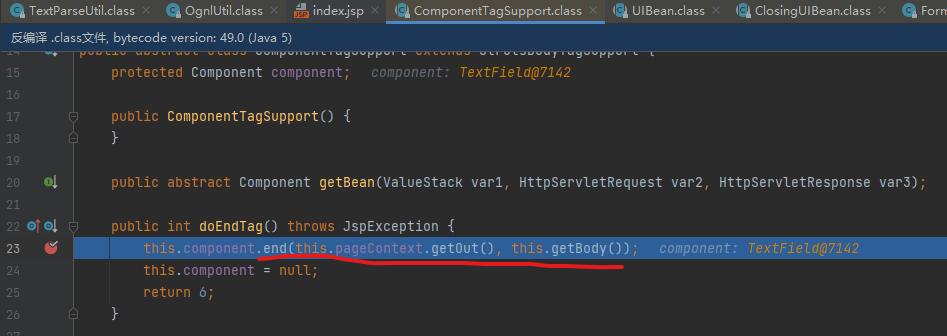 TextParseUtil.class × OgnlUtil.class × index.jsp × ComponentTagSupport.class × UIBean.class × ClosingUIBean.class × Form
反编译 .class文件, bytecode version: 49.0 (Java 5)
14 public abstract class ComponentTagSupport extends StrutsBodyTagSupport {
15 protected Component component; component: TextField@7142
16
17 public ComponentTagSupport() {
18 }
19
20 public abstract Component getBean(ValueStack var1, HttpServletRequest var2, HttpServletResponse var3);
21
22 public int doEndTag() throws JspException {
23 this.component.end(this.pageContext.getOut(), this.getBody()); component: TextField@7142
24 this.component = null;
25 return 6;
26 }
27